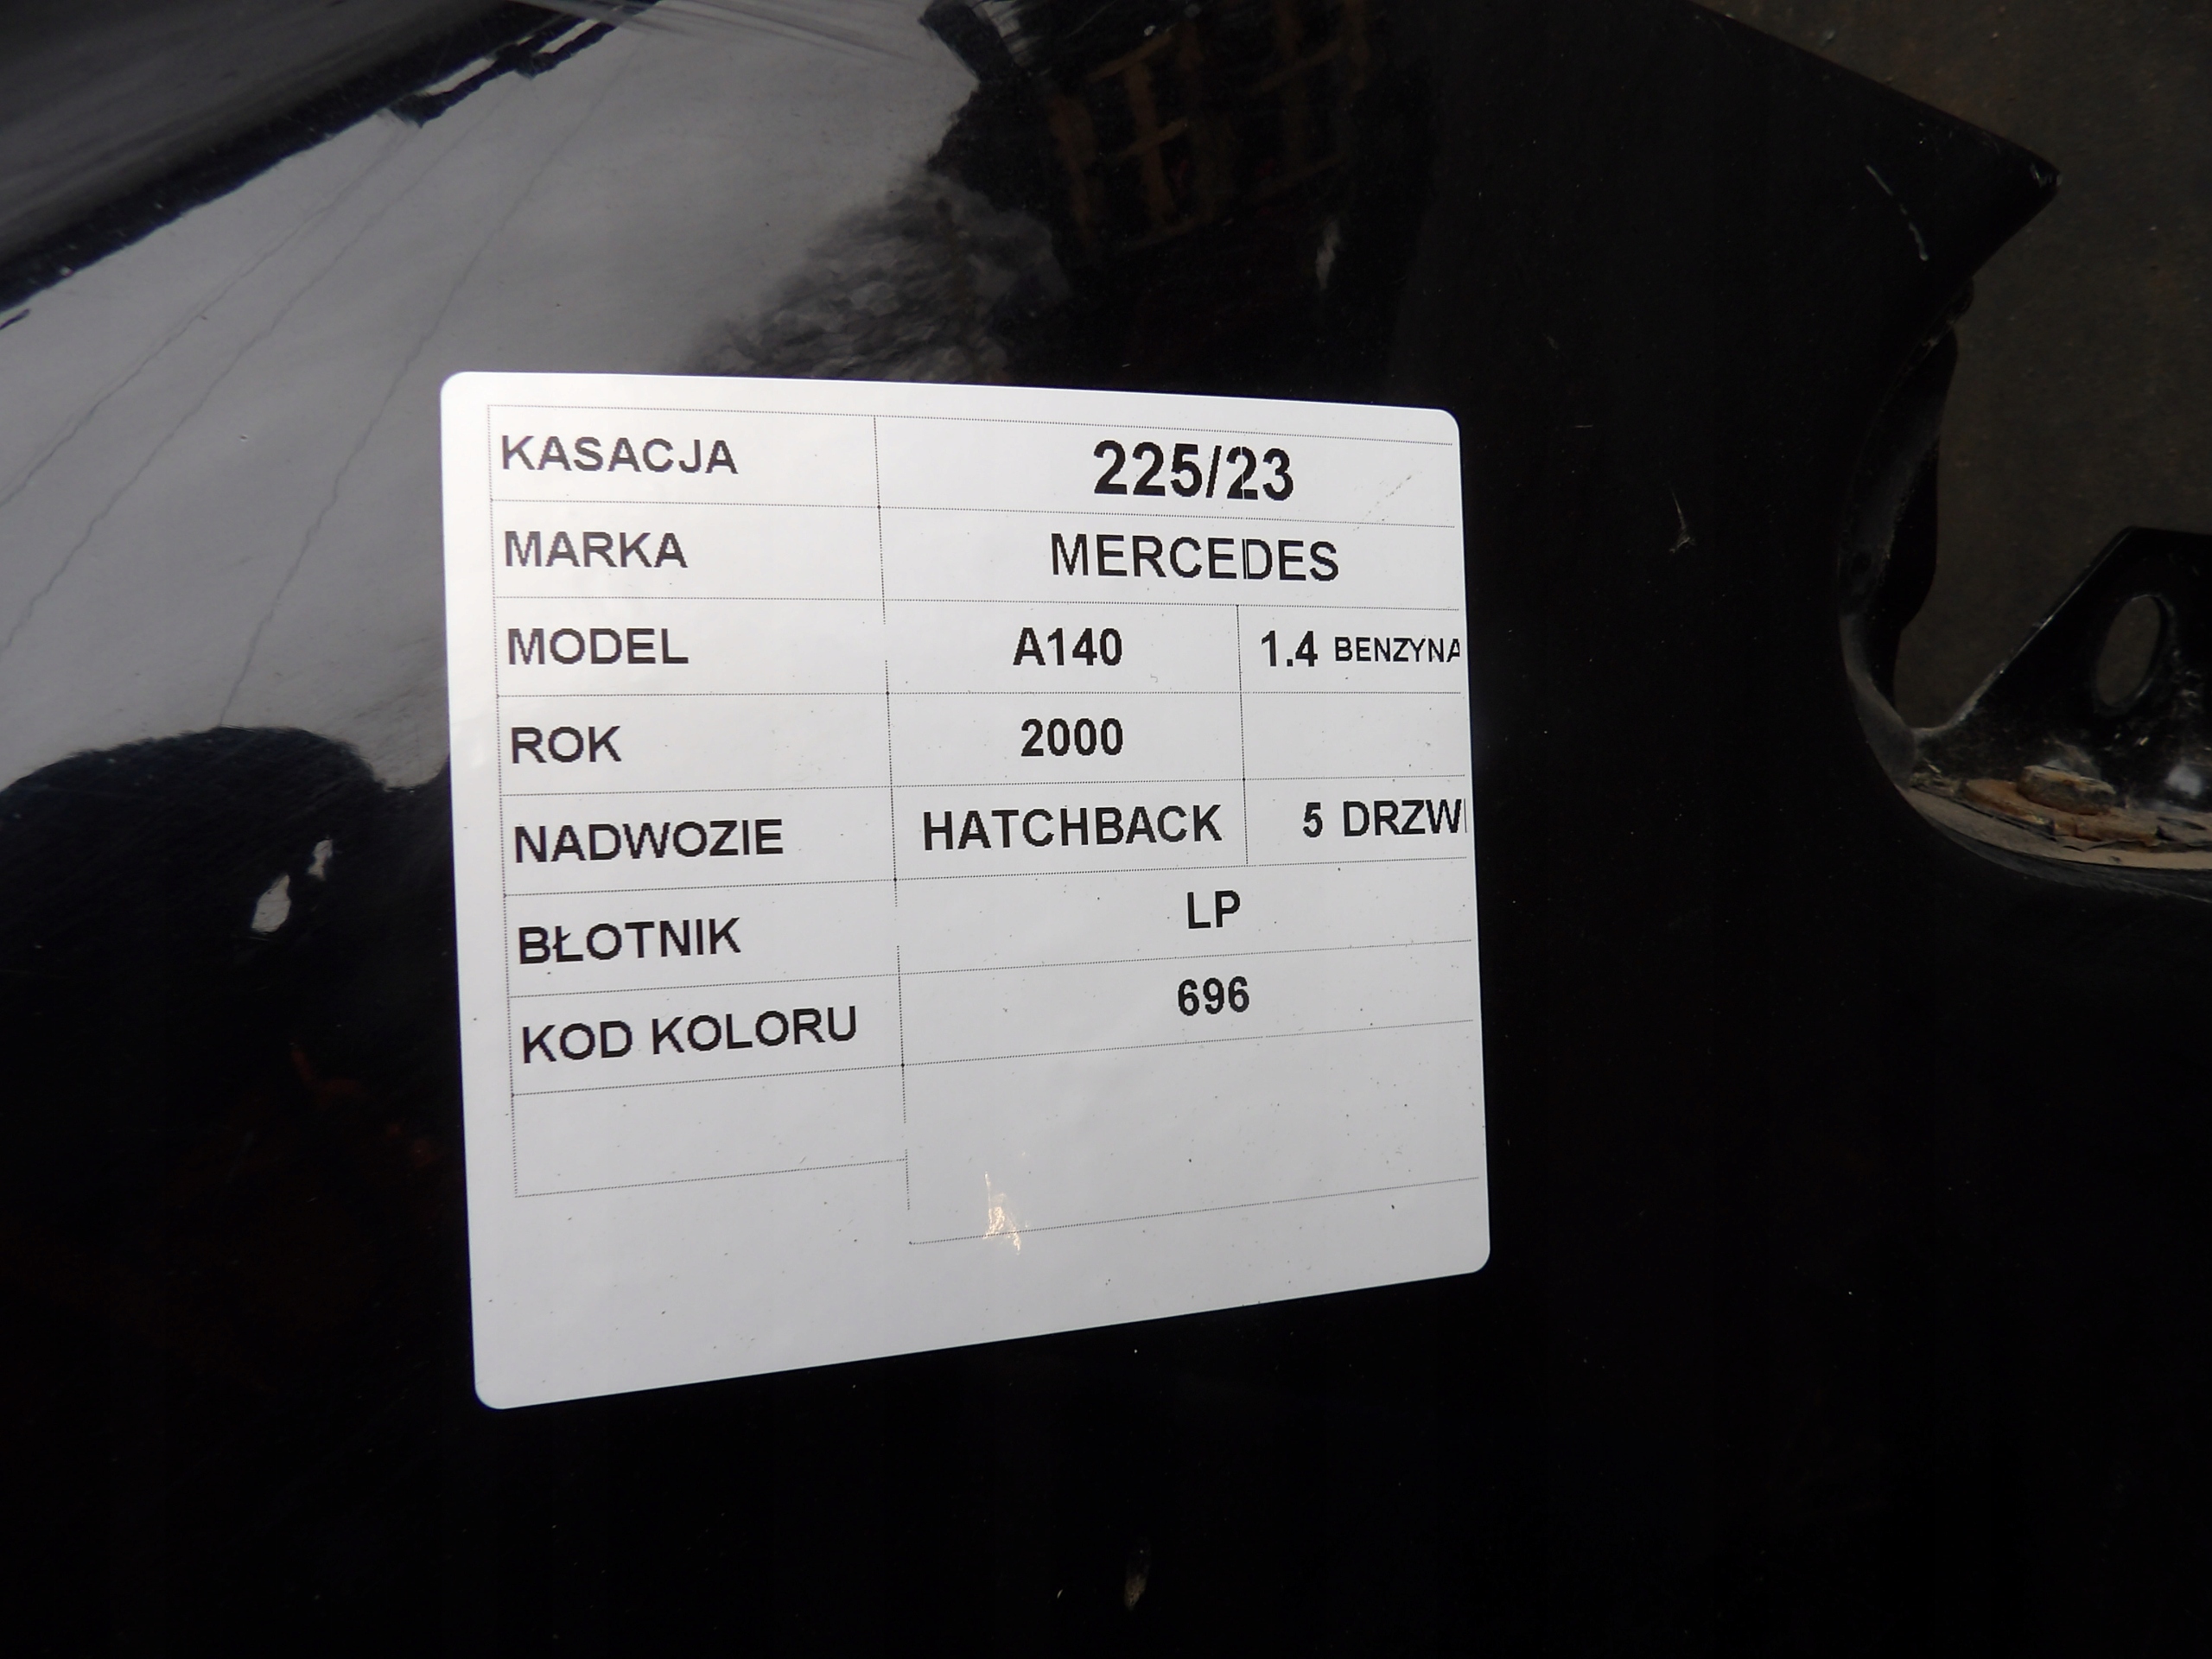 KASACJA 225/23
MARKA MERCEDES
MODEL A140 1.4 BENZYNA
ROK 2000
NADWOZIE HATCHBACK 5 DRZWI
BŁOTNIK LP
KOD KOLORU 696